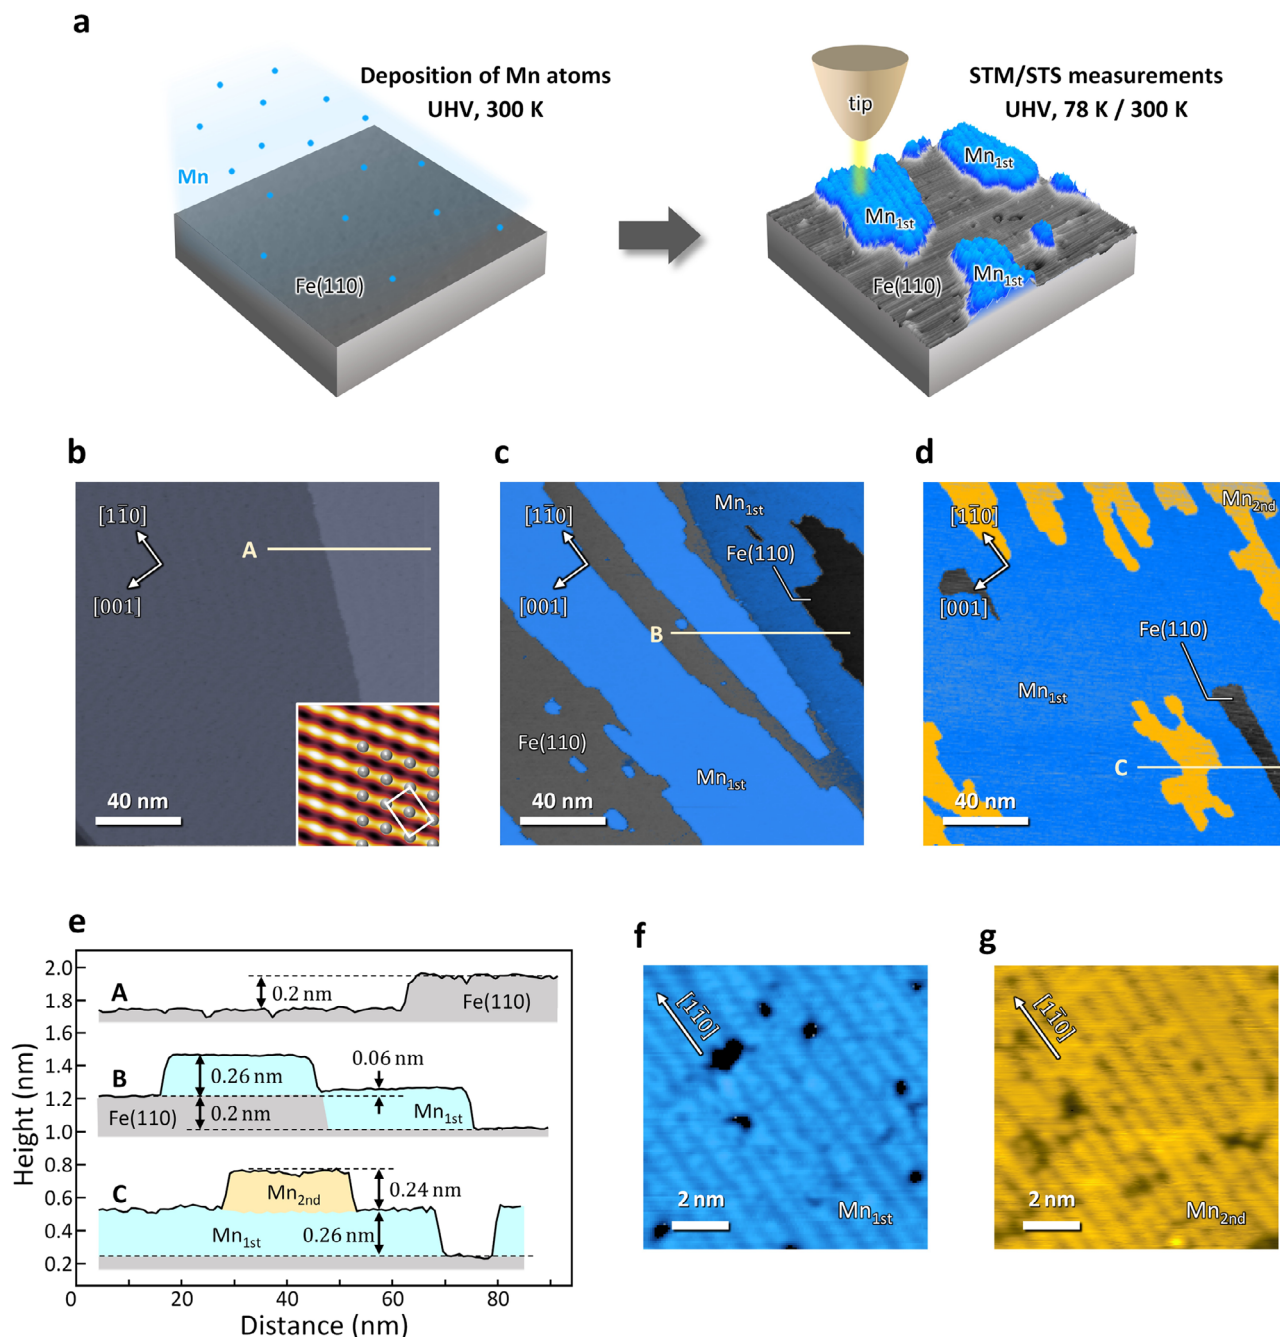 a
Deposition of Mn atoms
UHV, 300 K
Mn
Fe(110)
STM/STS measurements
UHV, 78 K / 300 K
tip
Mn1st
Mn1st
Mn1st
Fe(110)
b
[11̄0]
[001]
A
40 nm
c
[11̄0]
[001]
Mn1st
Fe(110)
B
Fe(110)
Mn1st
40 nm
d
[11̄0]
[001]
Mn2nd
Fe(110)
Mn1st
C
40 nm
e
Height (nm)
2.0
1.8
1.6
1.4
1.2
1.0
0.8
0.6
0.4
0.2
A
0.2 nm
Fe(110)
B
0.26 nm
0.06 nm
0.2 nm
Fe(110)
Mn1st
C
Mn2nd
0.24 nm
Mn1st
0.26 nm
0 20 40 60 80
Distance (nm)
f
[11̄0]
2 nm
Mn1st
g
[11̄0]
2 nm
Mn2nd